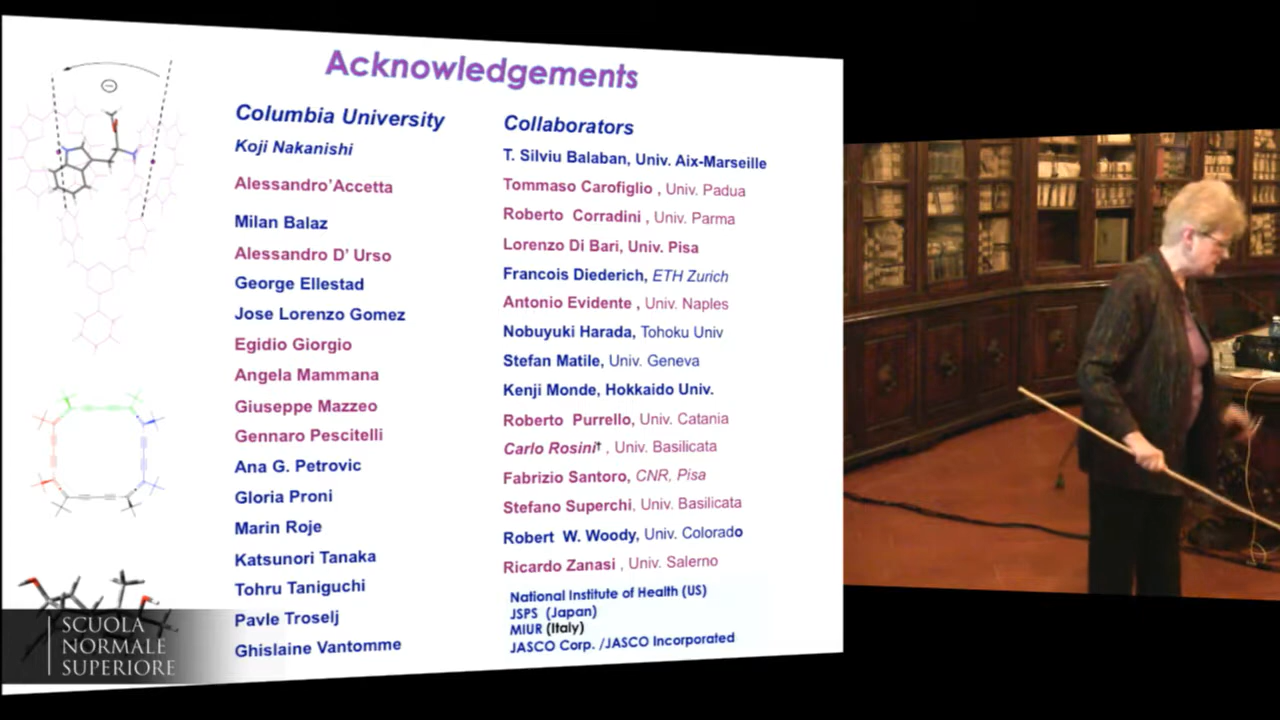 Acknowledgements
Columbia University
Koji Nakanishi
Alessandro'Accetta
Milan Balaz
Alessandro D' Urso
George Ellestad
Jose Lorenzo Gomez
Egidio Giorgio
Angela Mammana
Giuseppe Mazzeo
Gennaro Pescitelli
Ana G. Petrovic
Gloria Proni
Marin Roje
Katsunori Tanaka
Tohru Taniguchi
Pavle Troselj
Ghislaine Vantomme
Collaborators
T. Silviu Balaban, Univ. Aix-Marseille
Tommaso Carofiglio , Univ. Padua
Roberto Corradini , Univ. Parma
Lorenzo Di Bari, Univ. Pisa
Francois Diederich, ETH Zurich
Antonio Evidente , Univ. Naples
Nobuyuki Harada, Tohoku Univ
Stefan Matile, Univ. Geneva
Kenji Monde, Hokkaido Univ.
Roberto Purrello, Univ. Catania
Carlo Rosini† , Univ. Basilicata
Fabrizio Santoro, CNR, Pisa
Stefano Superchi, Univ. Basilicata
Robert W. Woody, Univ. Colorado
Ricardo Zanasi , Univ. Salerno
National Institute of Health (US)
JSPS (Japan)
MIUR (Italy)
JASCO Corp. /JASCO Incorporated
SCUOLA
NORMALE
SUPERIORE